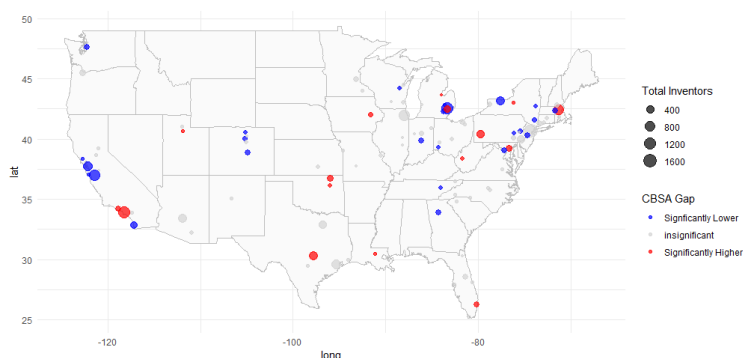 50
45
40
35
30
25
lat
-120
-100
-80
long
Total Inventors
400
800
1200
1600
CBSA Gap
Signficantly Lower
insignificant
Significantly Higher